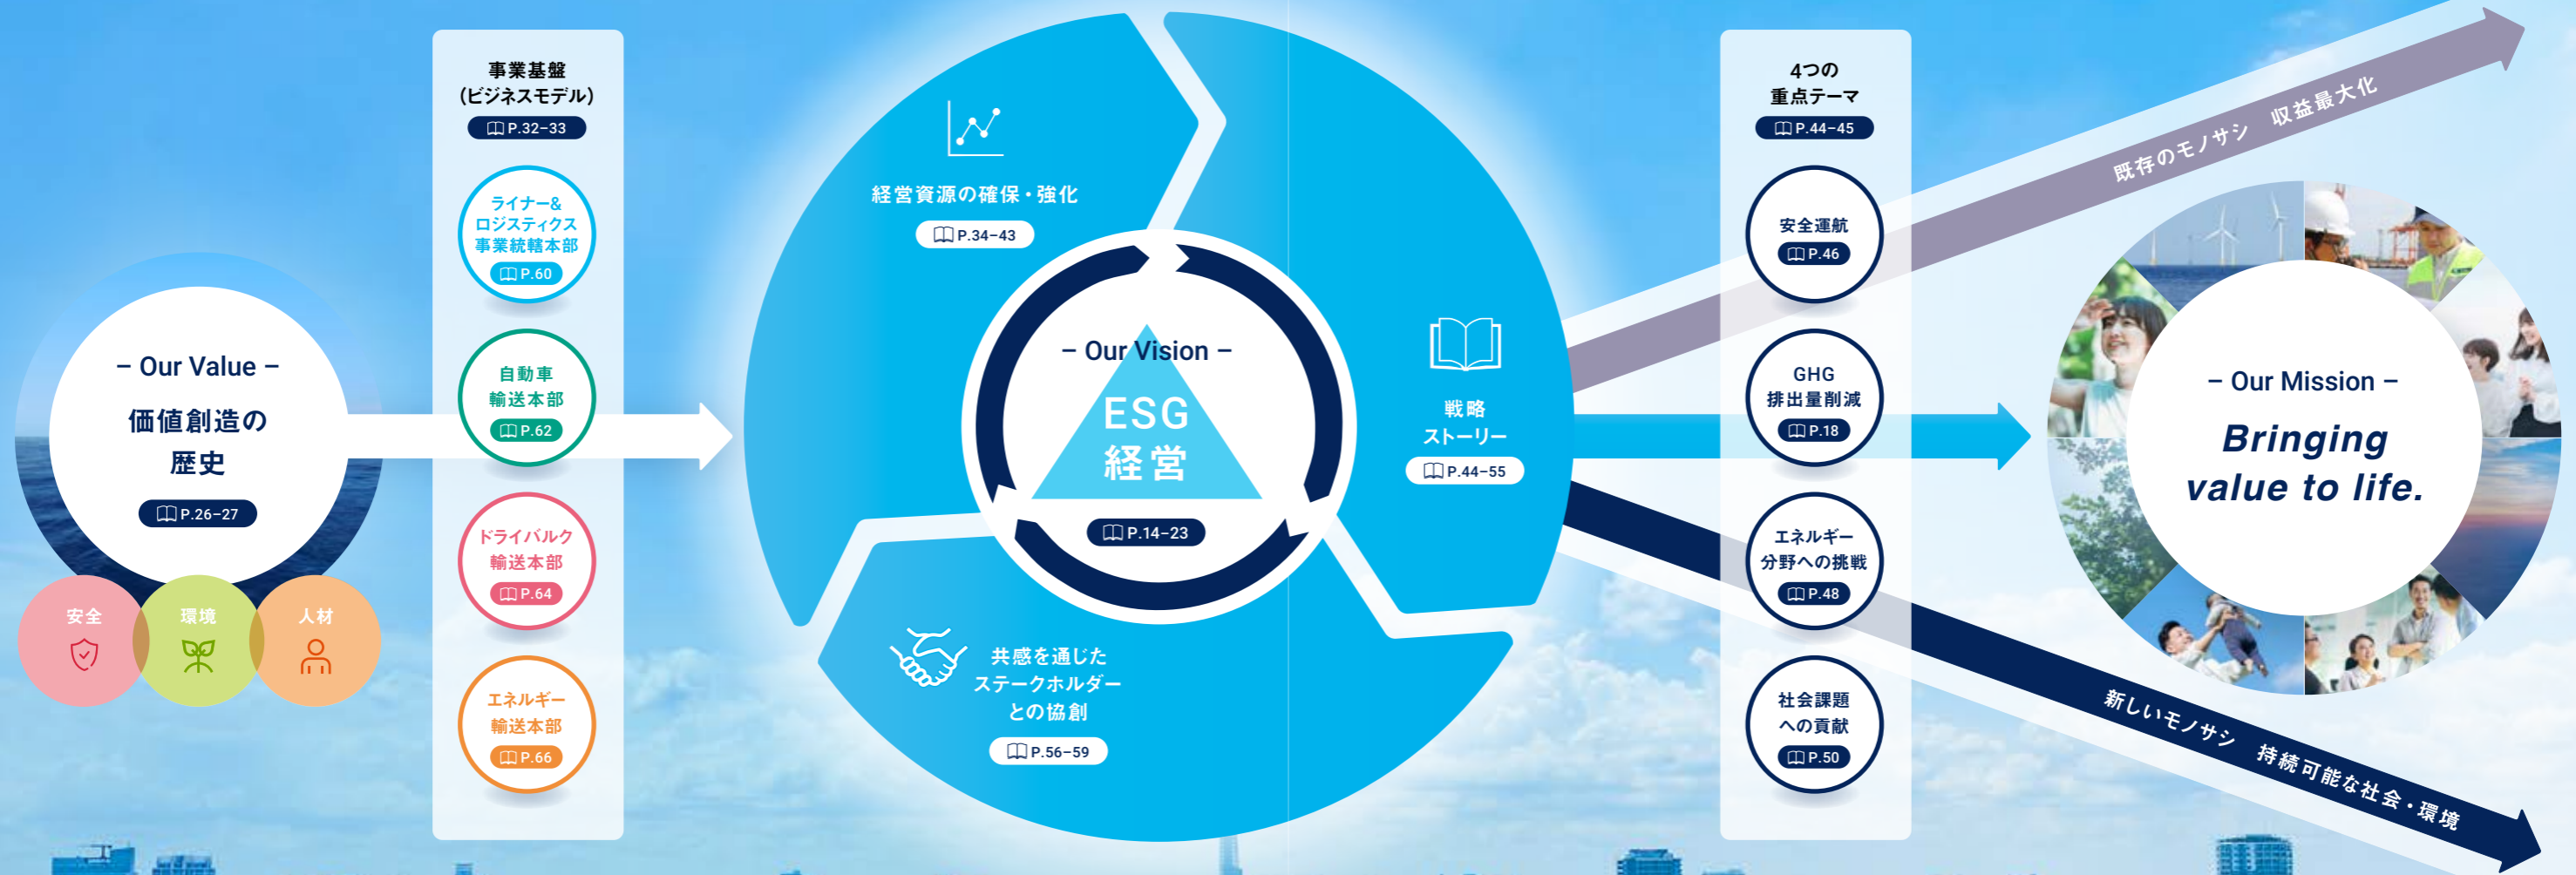 – Our Value –
価値創造の
歴史
P.26–27
安全
環境
人材
事業基盤
（ビジネスモデル）
P.32–33
ライナー&
ロジスティクス
事業統轄本部
P.60
自動車
輸送本部
P.62
ドライバルク
輸送本部
P.64
エネルギー
輸送本部
P.66
経営資源の確保・強化
P.34–43
– Our Vision –
ESG
経営
P.14–23
戦略
ストーリー
P.44–55
共感を通じた
ステークホルダー
との協創
P.56–59
4つの
重点テーマ
P.44–45
安全運航
P.46
GHG
排出量削減
P.18
エネルギー
分野への挑戦
P.48
社会課題
への貢献
P.50
既存のモノサシ　収益最大化
– Our Mission –
Bringing
value to life.
新しいモノサシ　持続可能な社会・環境